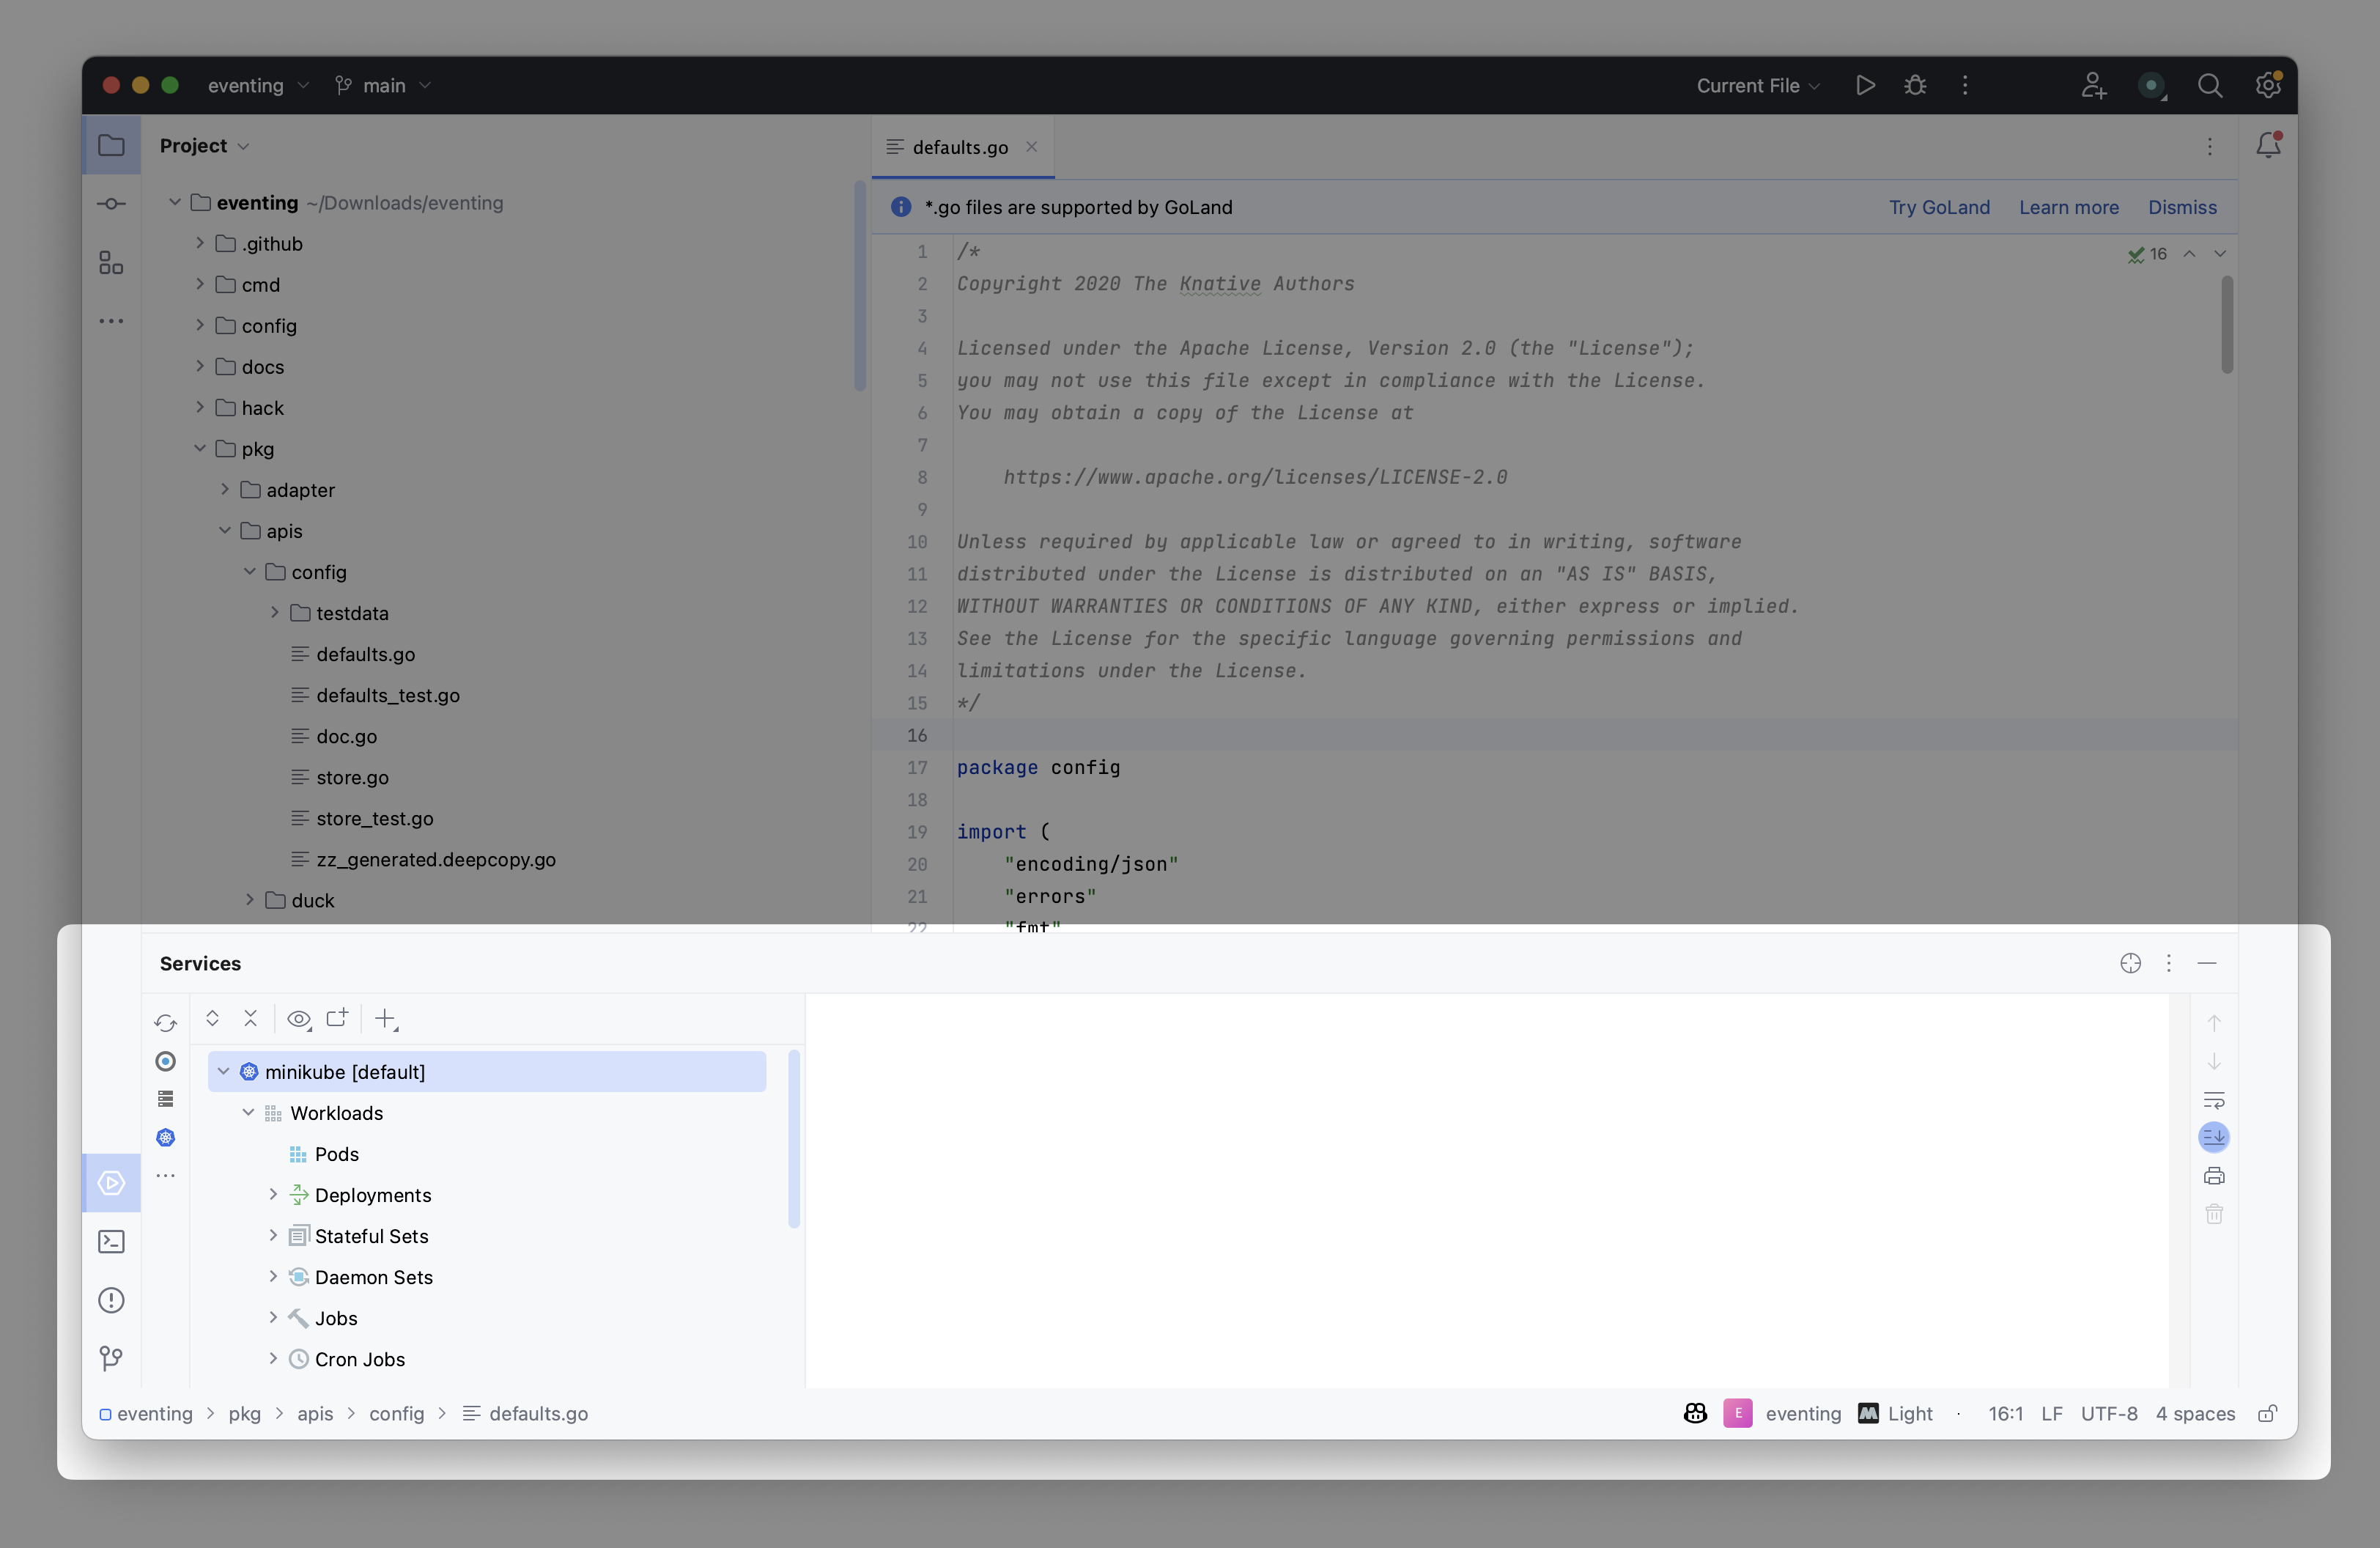 eventing
main
Current File
Project
eventing ~/Downloads/eventing
.github
cmd
config
docs
hack
pkg
adapter
apis
config
testdata
defaults.go
defaults_test.go
doc.go
store.go
store_test.go
zz_generated.deepcopy.go
duck
defaults.go
*.go files are supported by GoLand
Try GoLand
Learn more
Dismiss
16
1 /*
2 Copyright 2020 The Knative Authors
3
4 Licensed under the Apache License, Version 2.0 (the "License");
5 you may not use this file except in compliance with the License.
6 You may obtain a copy of the License at
7
8 https://www.apache.org/licenses/LICENSE-2.0
9
10 Unless required by applicable law or agreed to in writing, software
11 distributed under the License is distributed on an "AS IS" BASIS,
12 WITHOUT WARRANTIES OR CONDITIONS OF ANY KIND, either express or implied.
13 See the License for the specific language governing permissions and
14 limitations under the License.
15 */
16
17 package config
18
19 import (
20 "encoding/json"
21 "errors"
22 "fmt"
Services
minikube [default]
Workloads
Pods
Deployments
Stateful Sets
Daemon Sets
Jobs
Cron Jobs
eventing
pkg
apis
config
defaults.go
E
eventing
Light
16:1
LF
UTF-8
4 spaces